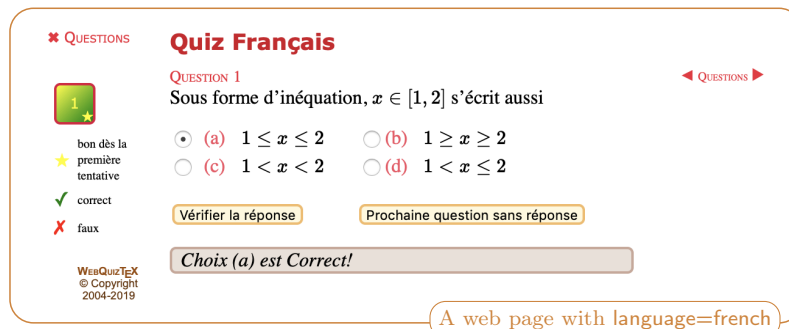 ✖ QUESTIONS
Quiz Français
QUESTION 1
◀ QUESTIONS ▶
Sous forme d'inéquation, x ∈ [1, 2] s'écrit aussi
1
(a) 1 ≤ x ≤ 2
(b) 1 ≥ x ≥ 2
(c) 1 < x < 2
(d) 1 < x ≤ 2
bon dès la
première
tentative
correct
faux
Vérifier la réponse
Prochaine question sans réponse
Choix (a) est Correct!
WEBQUIZTEX
© Copyright
2004-2019
A web page with language=french